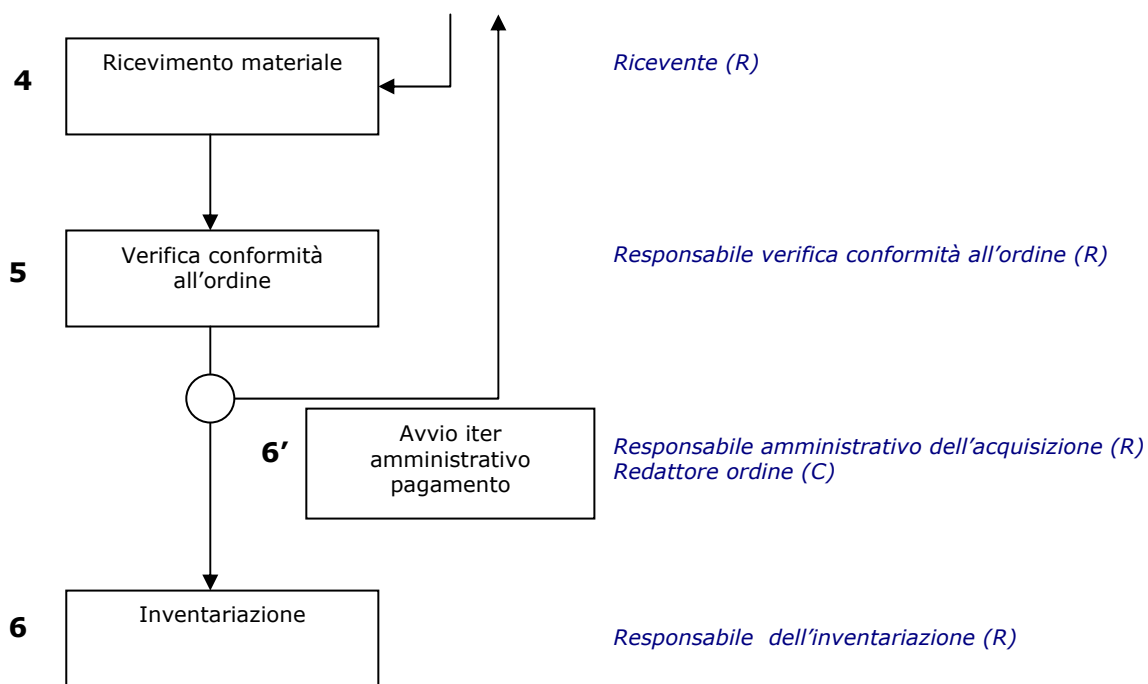 4
Ricevimento materiale
Ricevente (R)
5
Verifica conformità
all’ordine
Responsabile verifica conformità all’ordine (R)
6’
Avvio iter
amministrativo
pagamento
Responsabile amministrativo dell’acquisizione (R)
Redattore ordine (C)
6
Inventariazione
Responsabile dell’inventariazione (R)